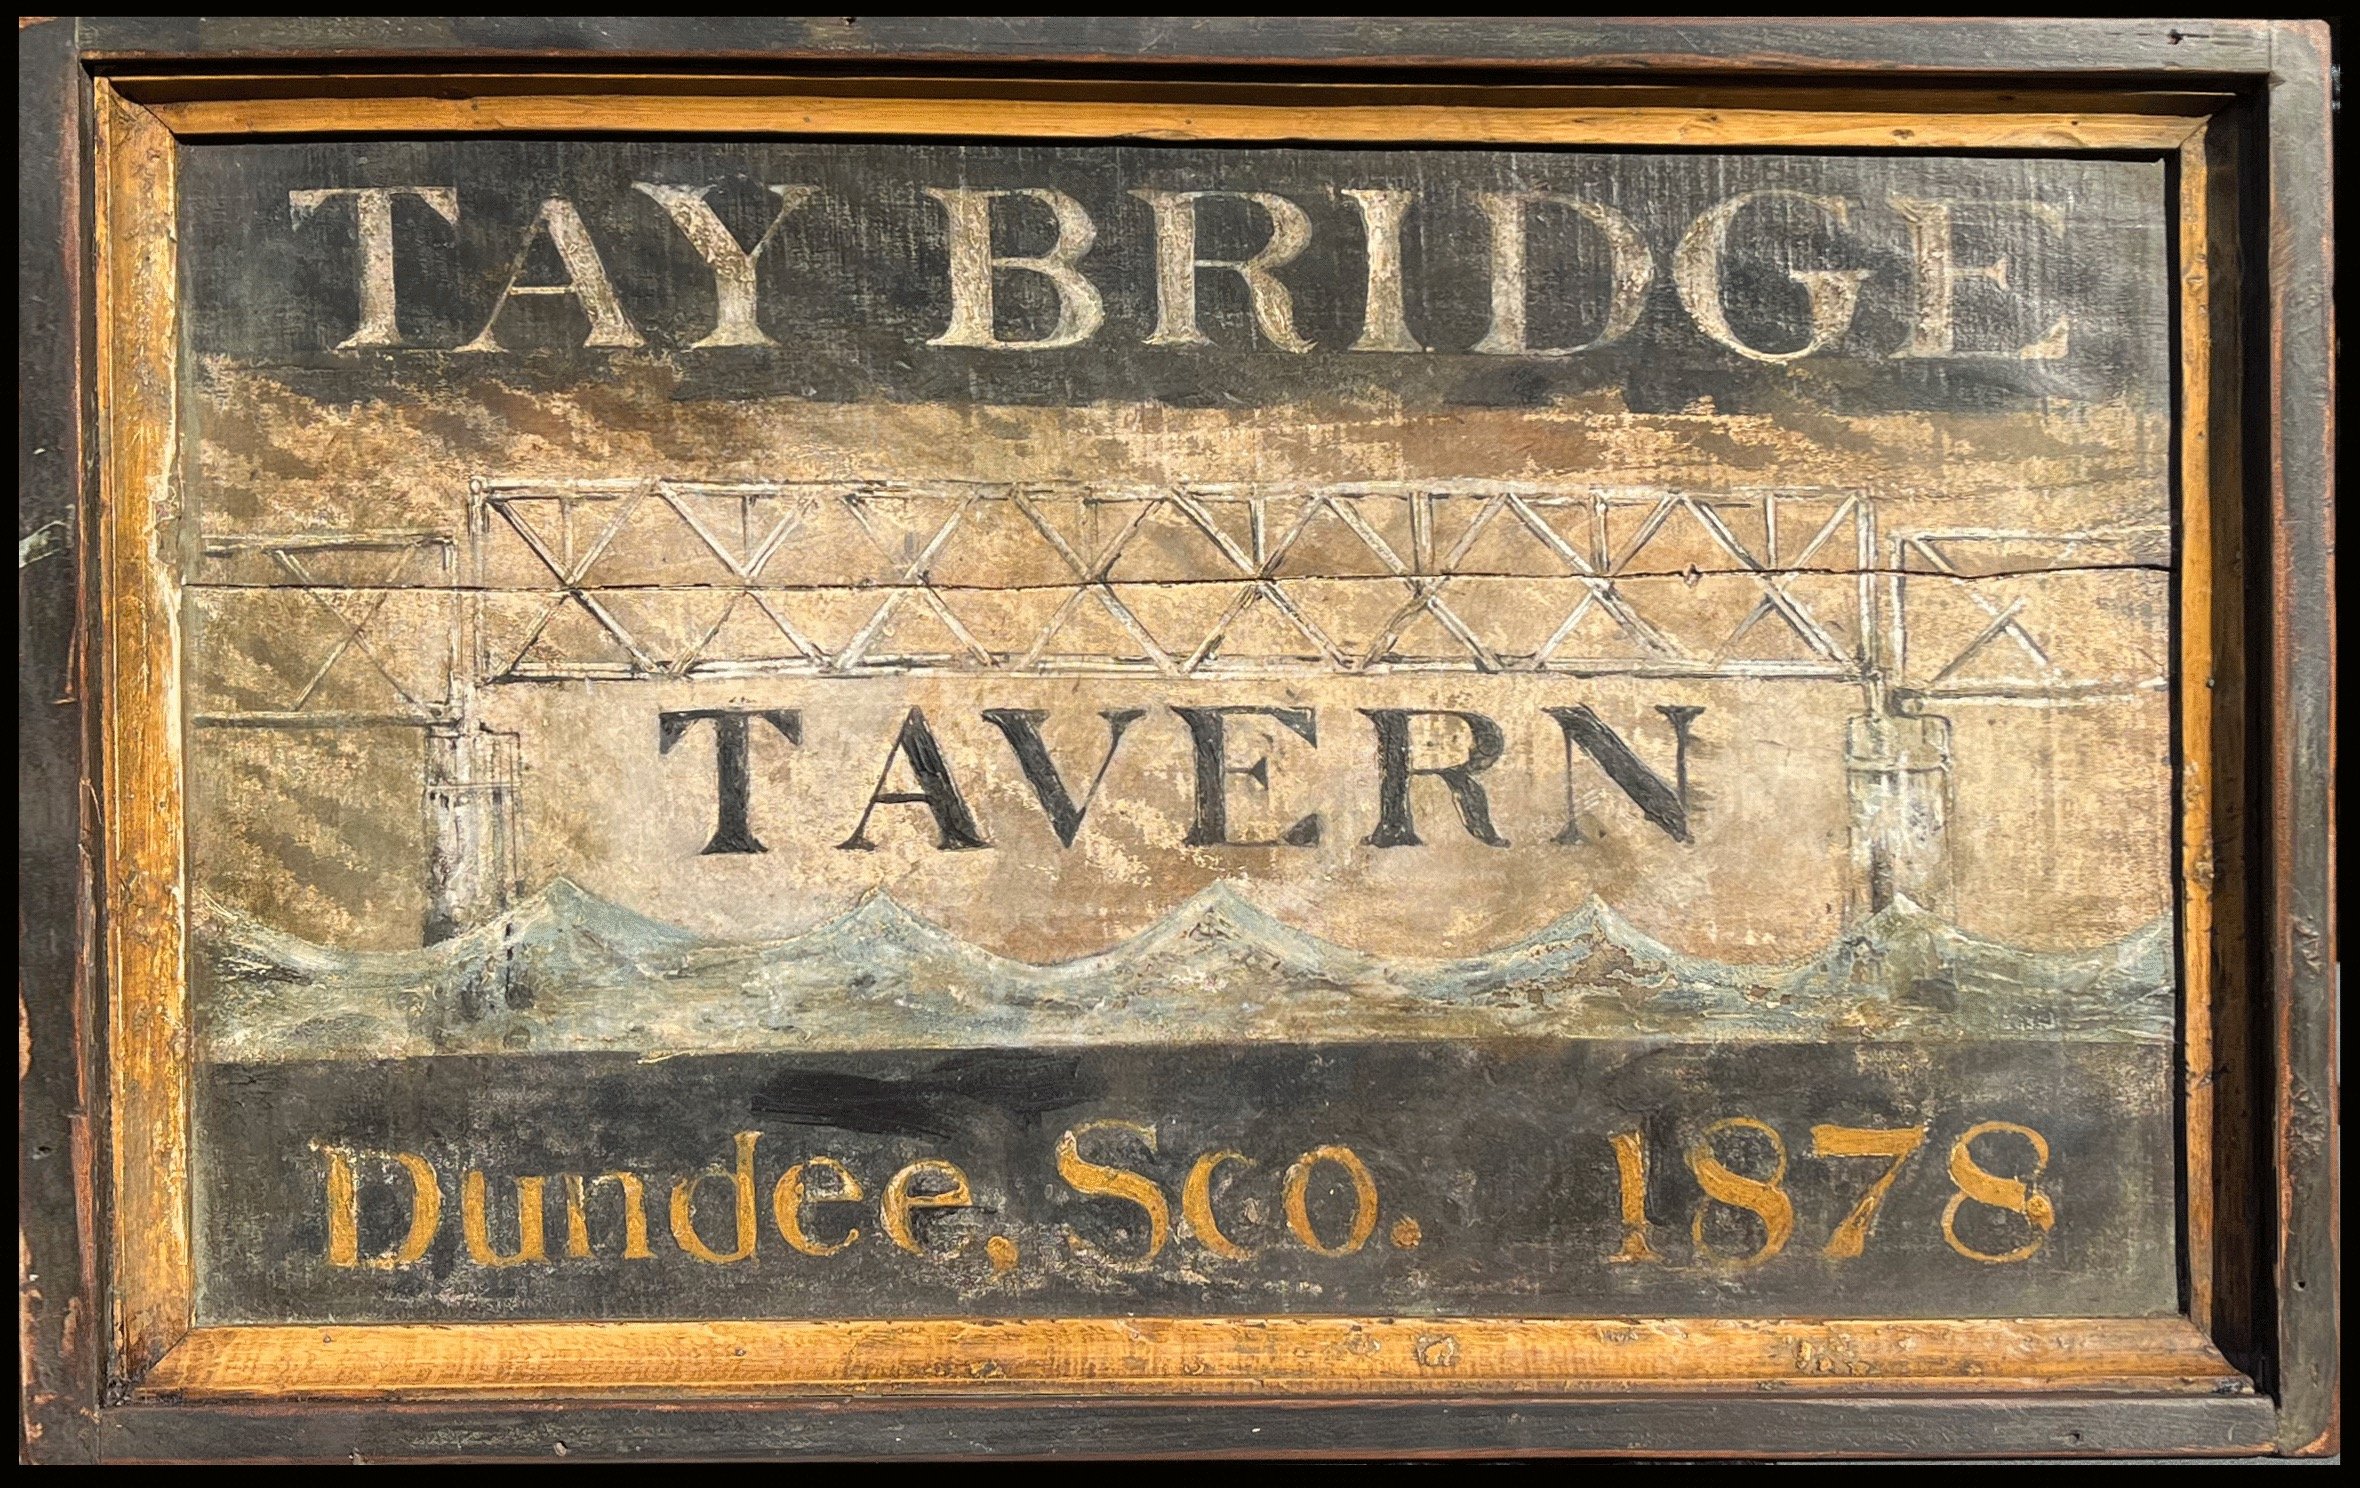 TAY BRIDGE
TAVERN
Dundee, Sco. 1878